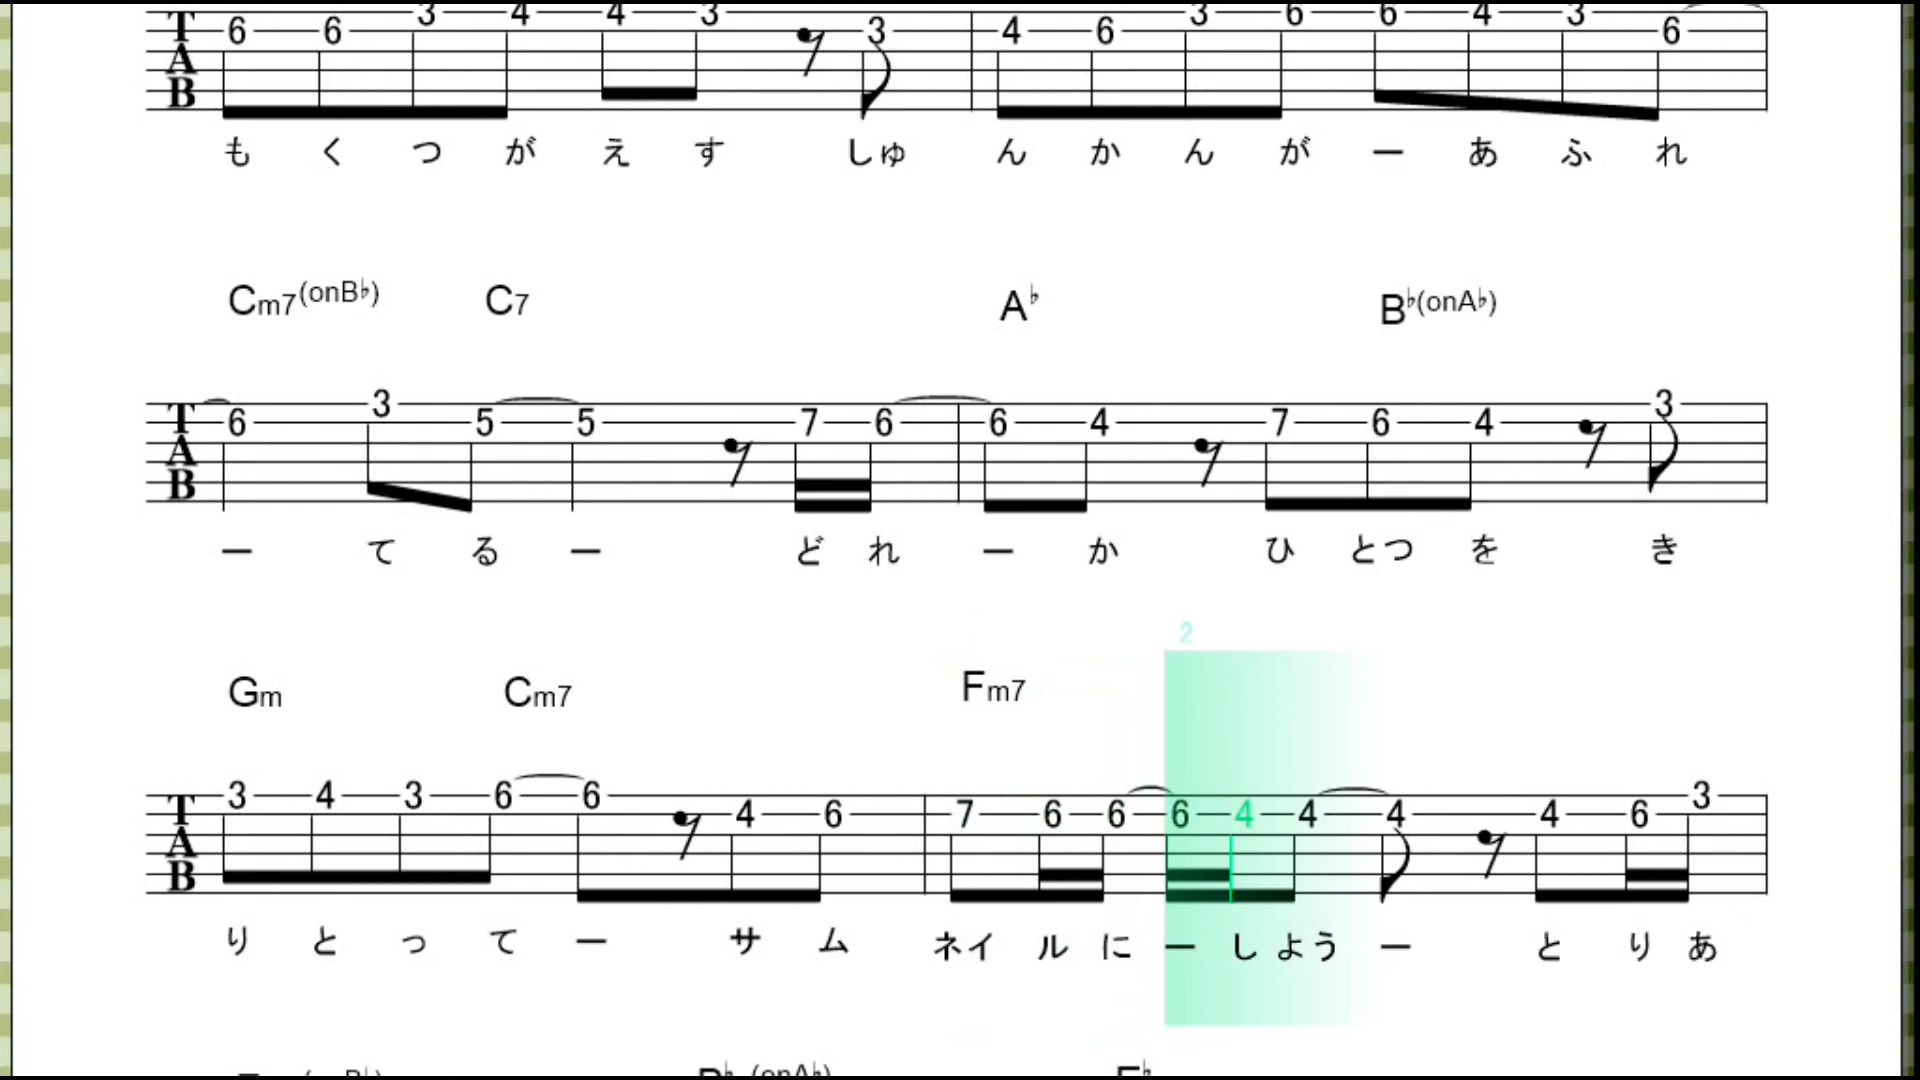 6 6 3 4 4 3 3 4 6 3 6 6 4 3 6
TAB
も く つ が え す しゅ ん か ん が ー あ ふ れ
Cm7(onB♭) C7 A♭ B♭(onA♭)
6 3 5 5 7 6 6 4 7 6 4 3
TAB
ー て る ー ど れ ー か ひ とつ を き
2
Gm Cm7 Fm7
3 4 3 6 6 4 6 7 6 6 6 4 4 4 4 6 3
TAB
り と っ て ー サ ム ネイ ル に ー し よう ー と り あ